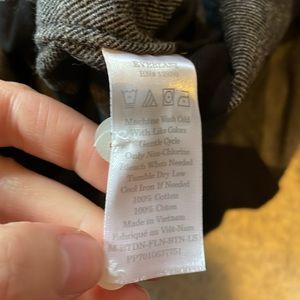 EVERLANE
Machine Wash Cold
With Like Colors
Gentle Cycle
Only Non-Chlorine
Bleach When Needed
Tumble Dry Low
Cool Iron If Needed
100% Cotton
100% Coton
Made in Vietnam
Fabriqué au Viêt-Nam